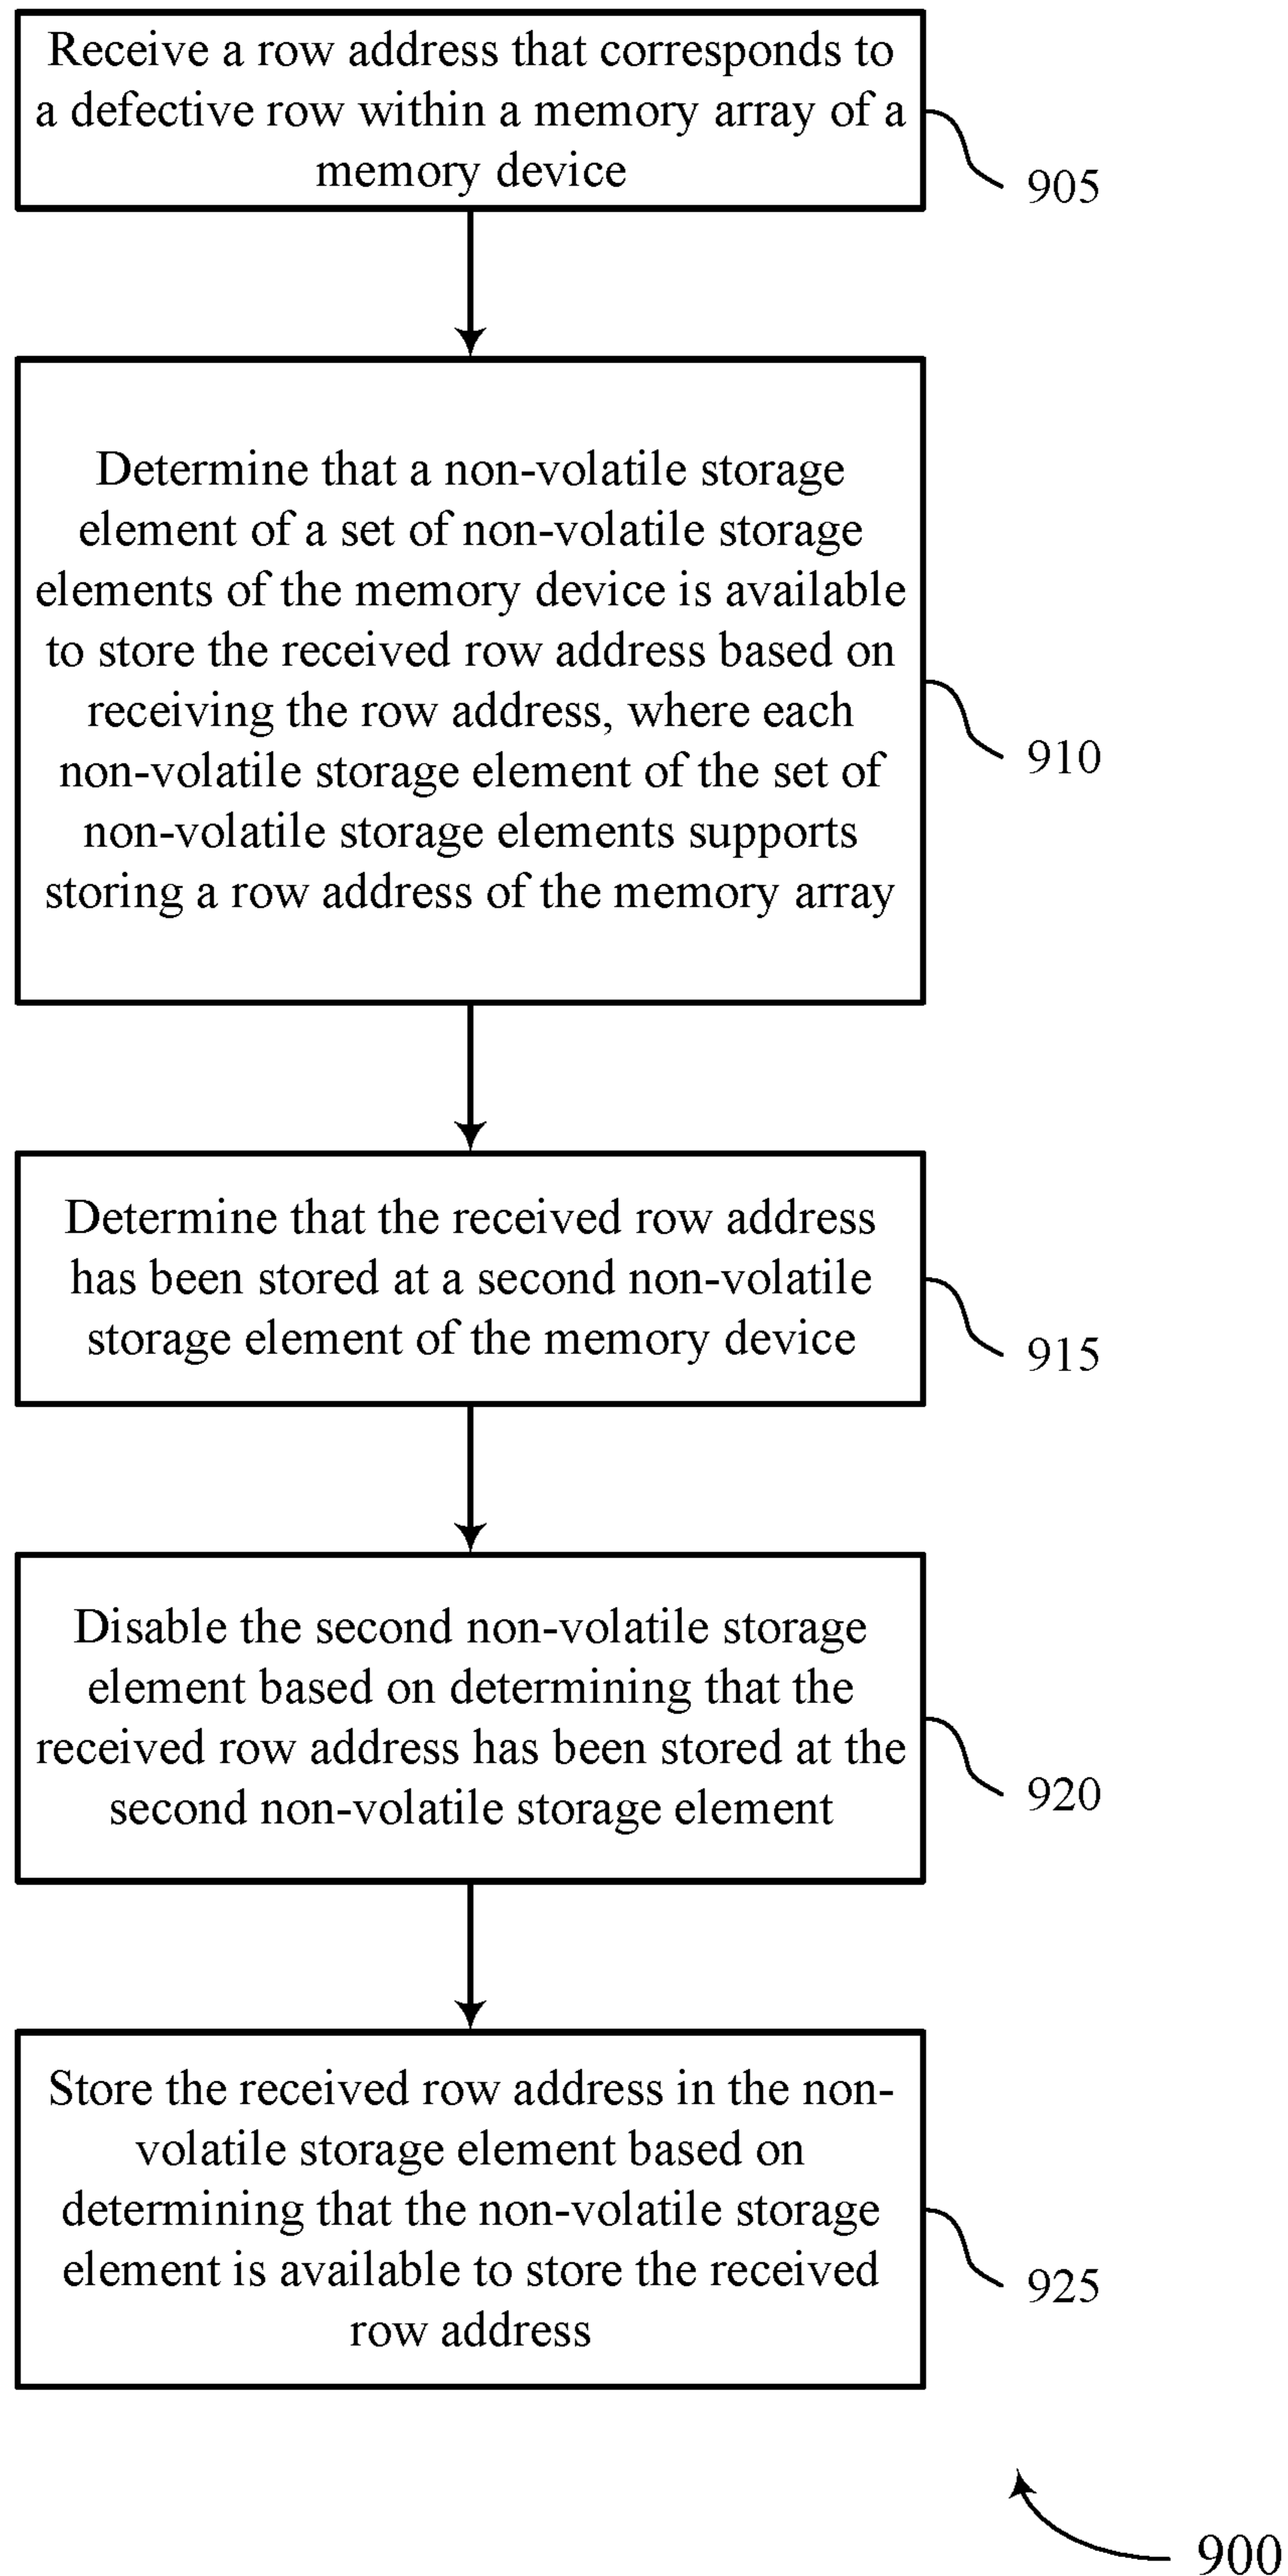 Receive a row address that corresponds to
a defective row within a memory array of a
memory device
905
Determine that a non-volatile storage
element of a set of non-volatile storage
elements of the memory device is available
to store the received row address based on
receiving the row address, where each
non-volatile storage element of the set of
non-volatile storage elements supports
storing a row address of the memory array
910
Determine that the received row address
has been stored at a second non-volatile
storage element of the memory device
915
Disable the second non-volatile storage
element based on determining that the
received row address has been stored at the
second non-volatile storage element
920
Store the received row address in the non-
volatile storage element based on
determining that the non-volatile storage
element is available to store the received
row address
925
900